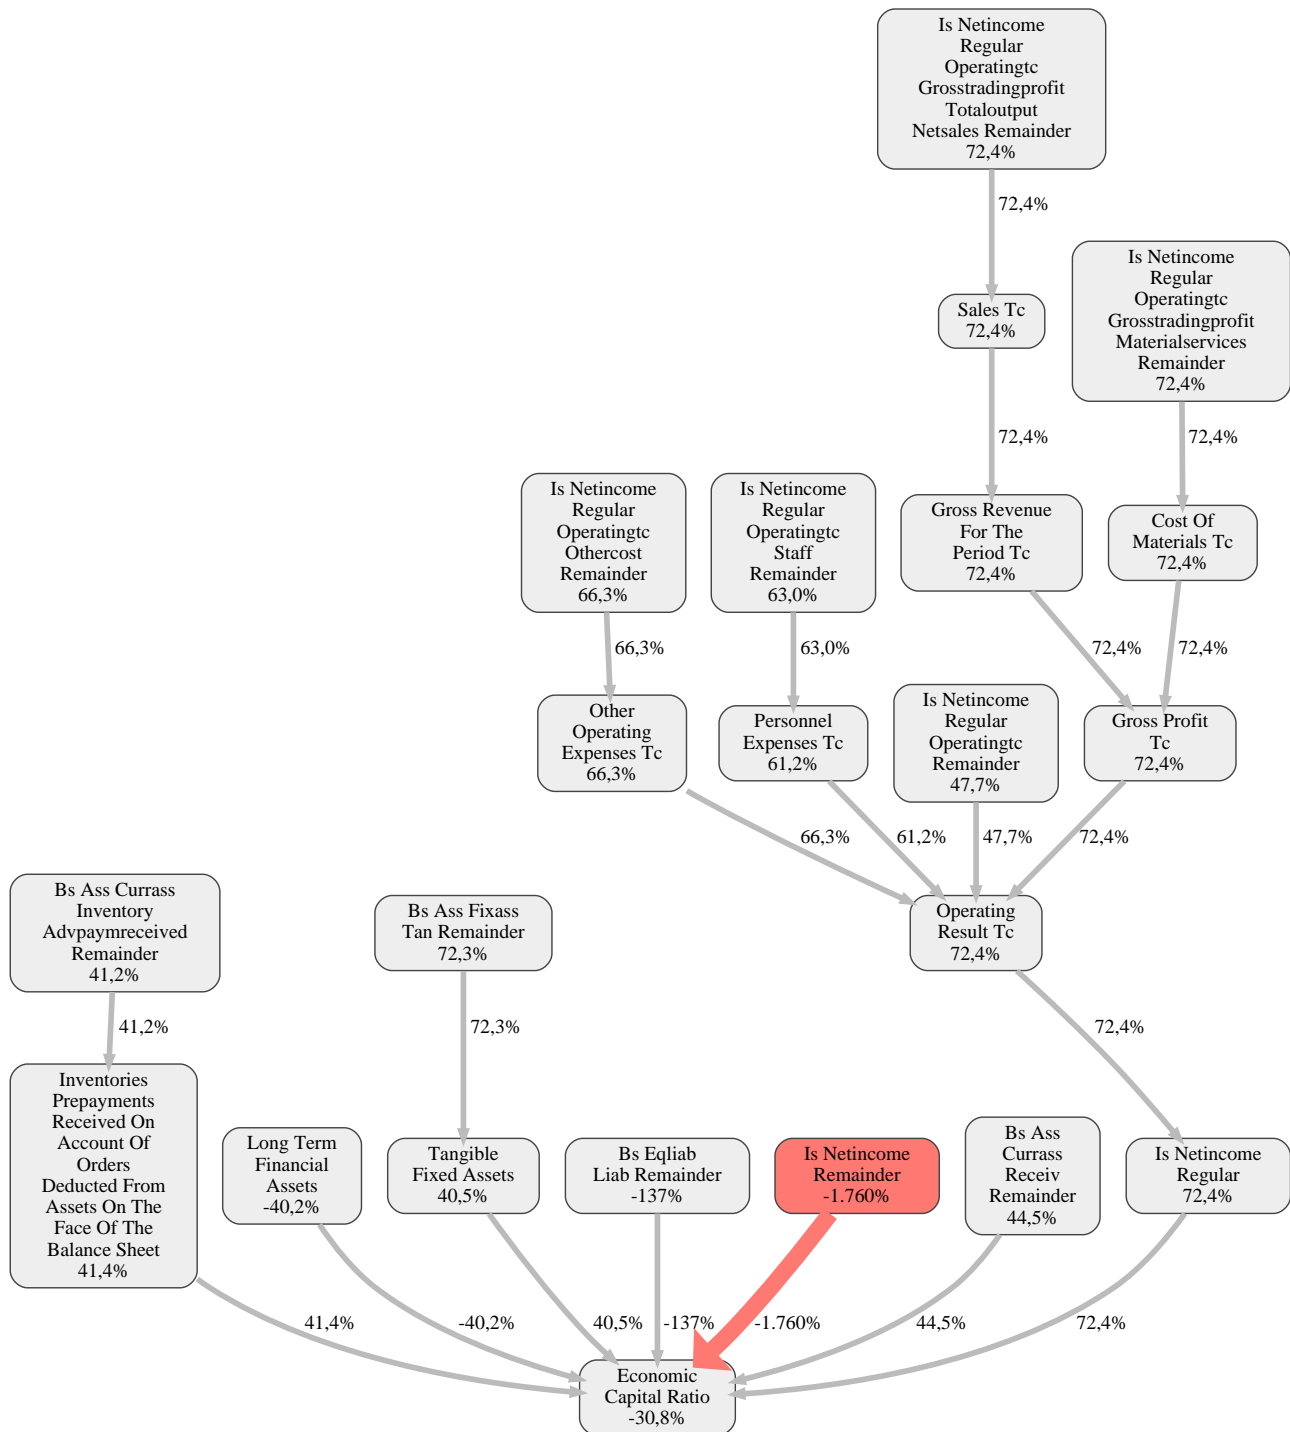 Is Netincome
Regular
Operatingtc
Grosstradingprofit
Totaloutput
Netsales Remainder
72,4%
72,4%
Is Netincome
Regular
Operatingtc
Grosstradingprofit
Materialservices
Remainder
72,4%
Sales Tc
72,4%
72,4%
72,4%
Is Netincome
Regular
Operatingtc
Othercost
Remainder
66,3%
Is Netincome
Regular
Operatingtc
Staff
Remainder
63,0%
Gross Revenue
For The
Period Tc
72,4%
Cost Of
Materials Tc
72,4%
66,3%
63,0%
72,4%
72,4%
Other
Operating
Expenses Tc
66,3%
Personnel
Expenses Tc
61,2%
Is Netincome
Regular
Operatingtc
Remainder
47,7%
Gross Profit
Tc
72,4%
66,3%
61,2%
47,7%
72,4%
Bs Ass Currass
Inventory
Advpaymreceived
Remainder
41,2%
Bs Ass Fixass
Tan Remainder
72,3%
Operating
Result Tc
72,4%
41,2%
72,3%
72,4%
Inventories
Prepayments
Received On
Account Of
Orders
Deducted From
Assets On The
Face Of The
Balance Sheet
41,4%
Long Term
Financial
Assets
-40,2%
Tangible
Fixed Assets
40,5%
Bs Eqliab
Liab Remainder
-137%
Is Netincome
Remainder
-1.760%
Bs Ass
Currass
Receiv
Remainder
44,5%
Is Netincome
Regular
72,4%
41,4%
-40,2%
40,5%
-137%
-1.760%
44,5%
72,4%
Economic
Capital Ratio
-30,8%